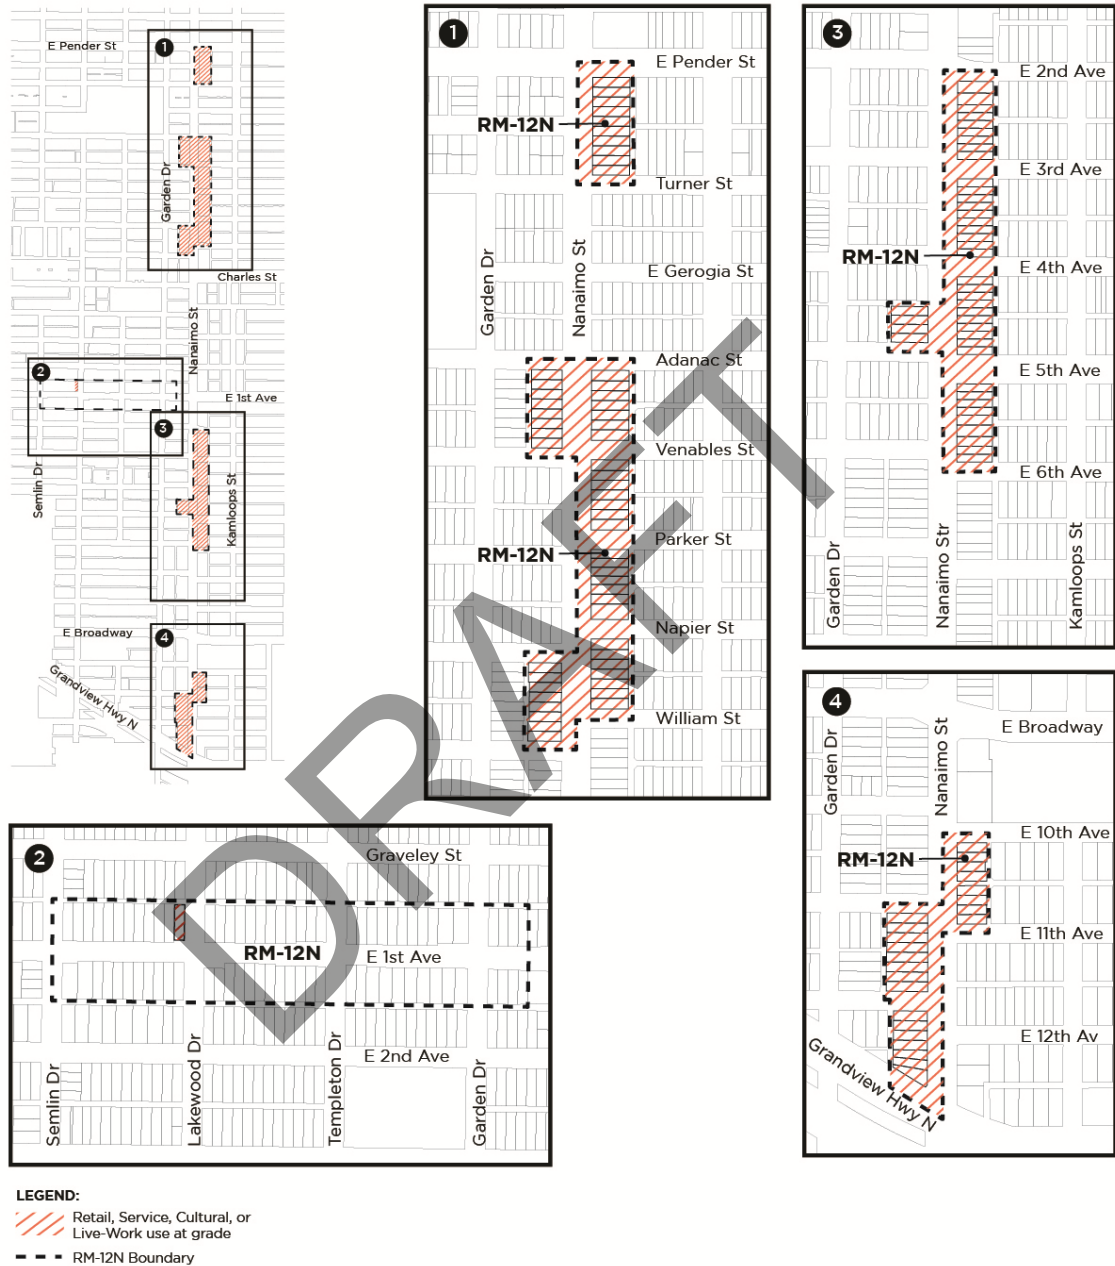 E Pender St
1
Garden Dr
Charles St
Nanaimo St
2
E 1st Ave
3
Semlin Dr
Kamloops St
E Broadway
4
Grandview Hwy N
1
E Pender St
RM-12N
Turner St
Garden Dr
Nanaimo St
E Gerogia St
Adanac St
Venables St
Parker St
RM-12N
Napier St
William St
3
E 2nd Ave
E 3rd Ave
RM-12N
E 4th Ave
E 5th Ave
E 6th Ave
Garden Dr
Nanaimo Str
Kamloops St
4
Garden Dr
Nanaimo St
E Broadway
E 10th Ave
RM-12N
E 11th Ave
E 12th Av
Grandview Hwy N
2
Graveley St
RM-12N
E 1st Ave
E 2nd Ave
Semlin Dr
Lakewood Dr
Templeton Dr
Garden Dr
DRAFT
LEGEND:
Retail, Service, Cultural, or
Live-Work use at grade
RM-12N Boundary